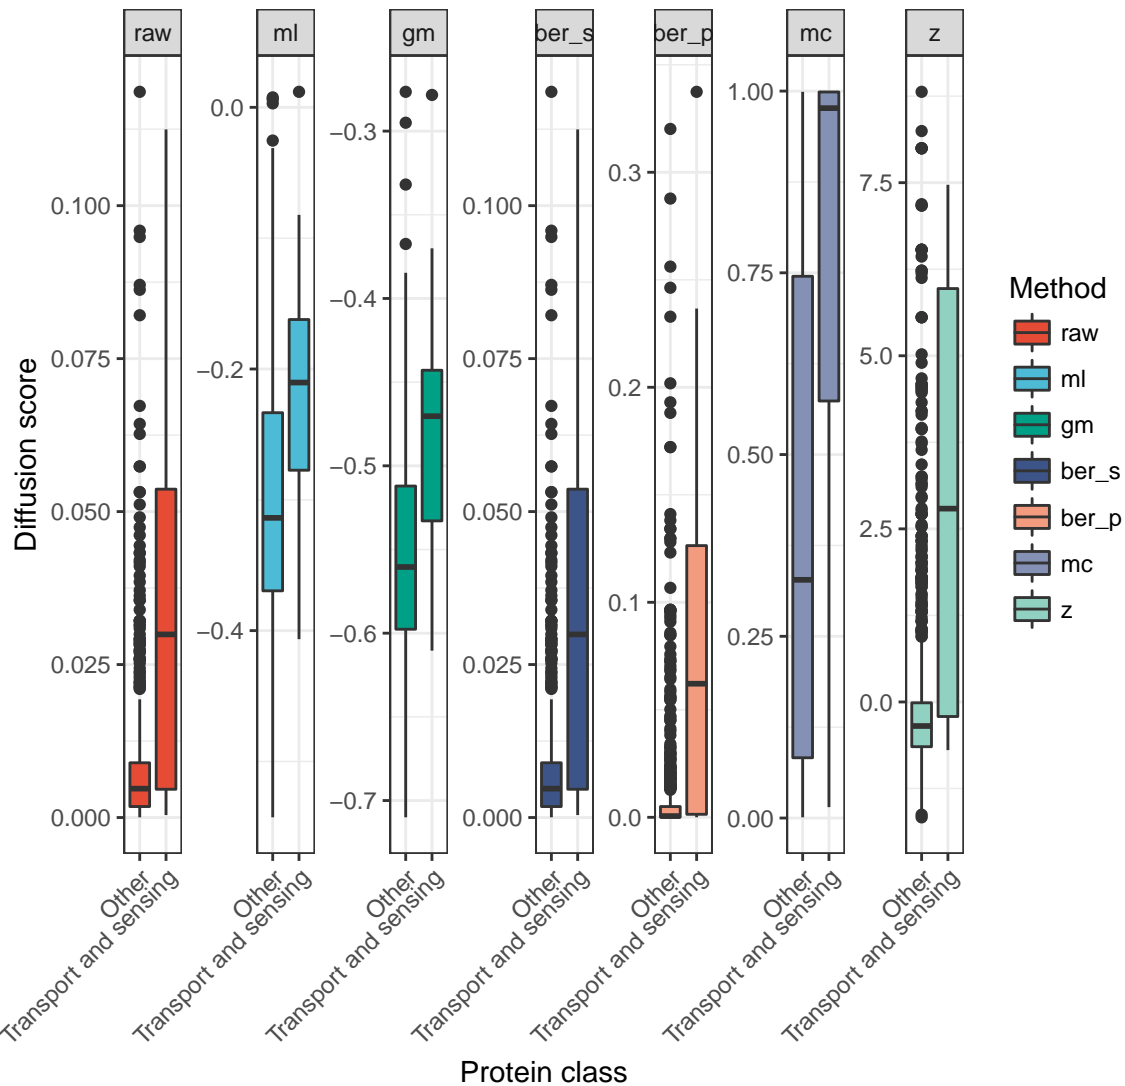 raw
ml
gm
ber_s
ber_p
mc
z
Diffusion score
0.100
0.075
0.050
0.025
0.000
0.0
−0.2
−0.4
−0.3
−0.4
−0.5
−0.6
−0.7
0.100
0.075
0.050
0.025
0.000
0.3
0.2
0.1
0.0
1.00
0.75
0.50
0.25
0.00
7.5
5.0
2.5
0.0
Other
Transport and sensing
Other
Transport and sensing
Other
Transport and sensing
Other
Transport and sensing
Other
Transport and sensing
Other
Transport and sensing
Other
Transport and sensing
Protein class
Method
raw
ml
gm
ber_s
ber_p
mc
z